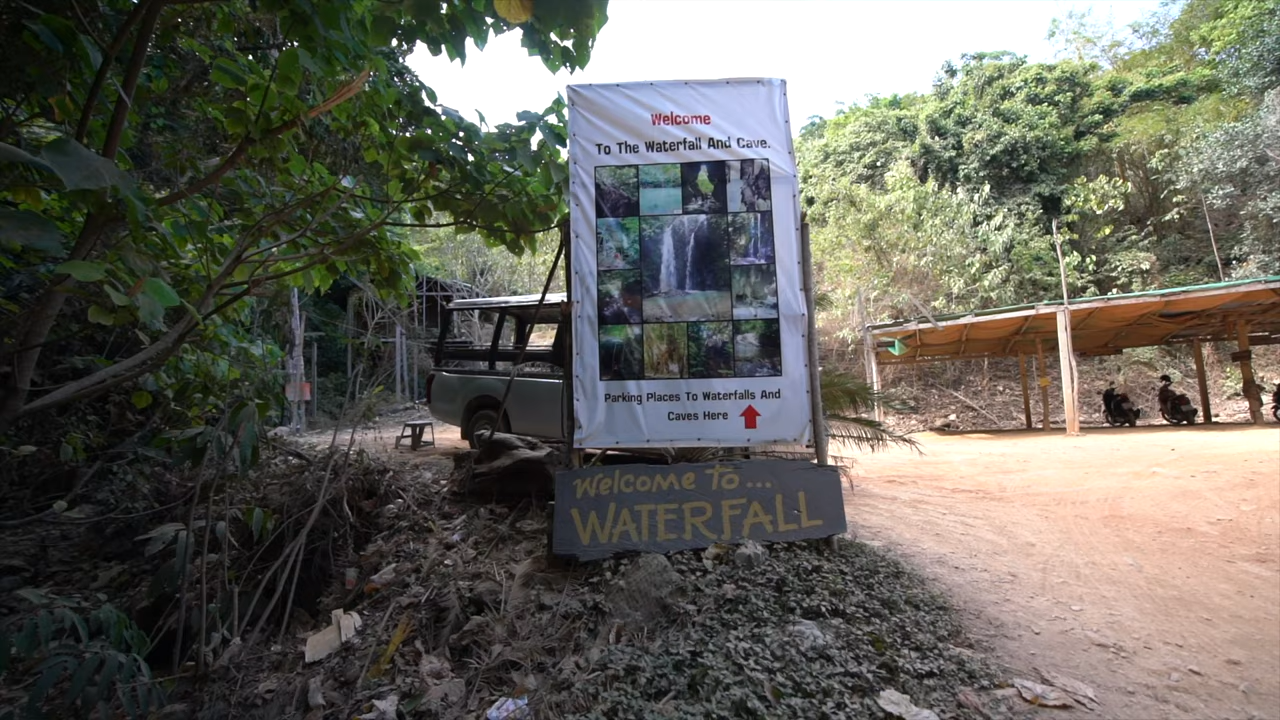 Welcome
To The Waterfall And Cave.
Parking Places To Waterfalls And
Caves Here
Welcome to...
WATERFALL